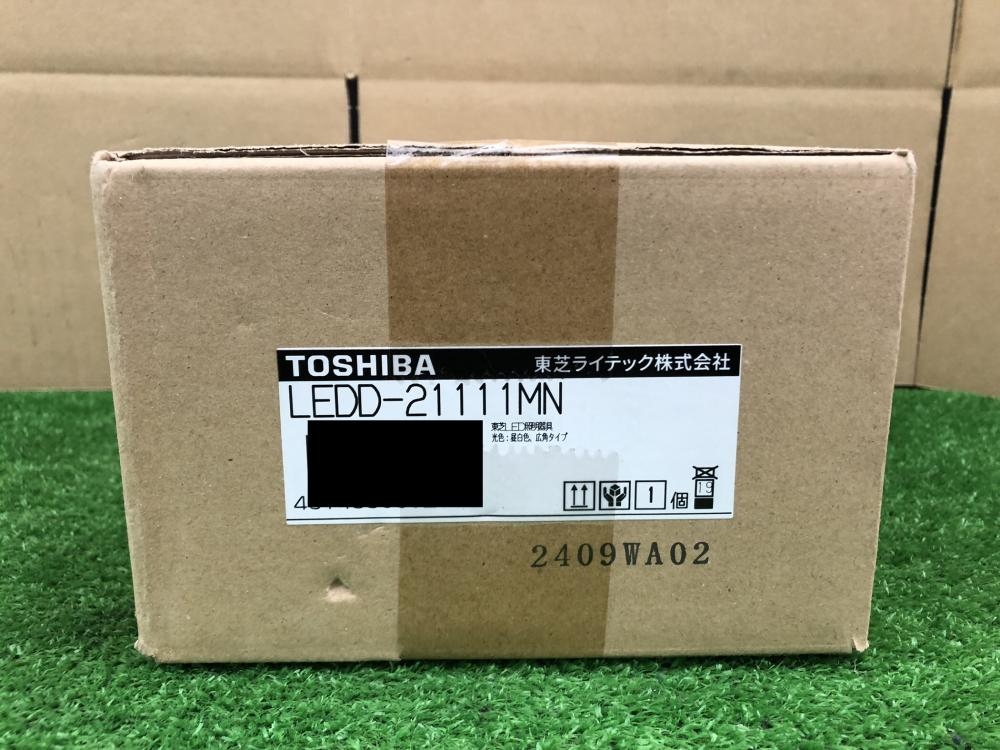 TOSHIBA 東芝ライテック株式会社
LEDD-21111MN
東芝LED照明器具
光色:昼白色、広角タイプ
1 個 19
2409WA02